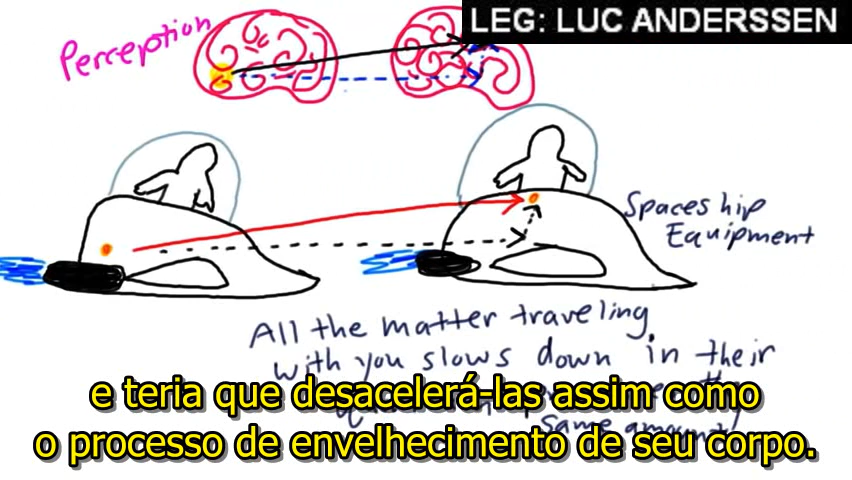 LEG: LUC ANDERSSEN
Perception
Spaceship
Equipment
All the matter traveling
with you slows down in their
same amount!
e teria que desacelerá-las assim como
o processo de envelhecimento de seu corpo.